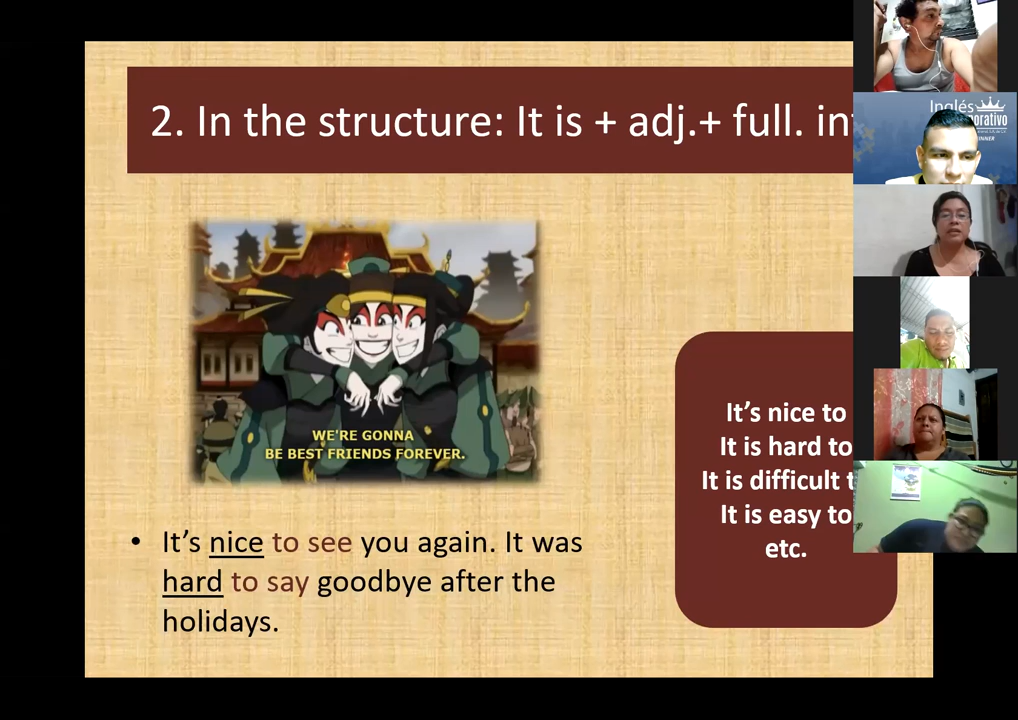 2. In the structure: It is + adj.+ full. in
WE'RE GONNA
BE BEST FRIENDS FOREVER.
It's nice to
It is hard to
It is difficult t
It is easy to
etc.
• It's nice to see you again. It was
hard to say goodbye after the
holidays.
Inglés